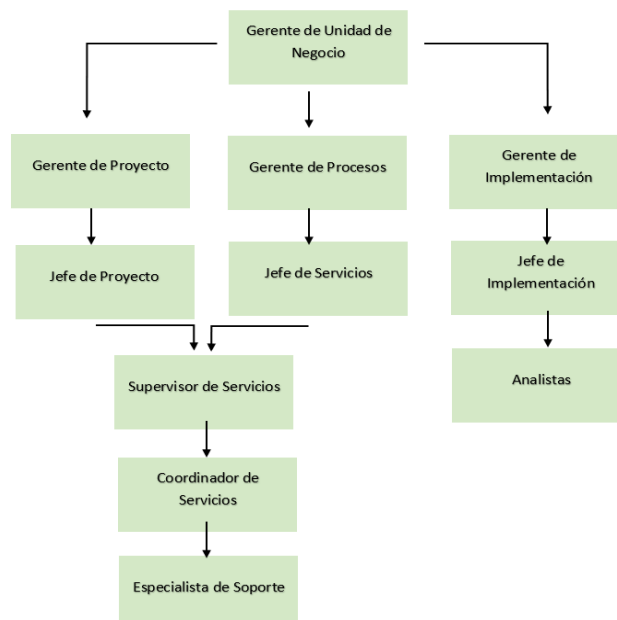 Gerente de Unidad de
Negocio
Gerente de Proyecto
Gerente de Procesos
Gerente de
Implementación
Jefe de Proyecto
Jefe de Servicios
Jefe de
Implementación
Supervisor de Servicios
Analistas
Coordinador de
Servicios
Especialista de Soporte